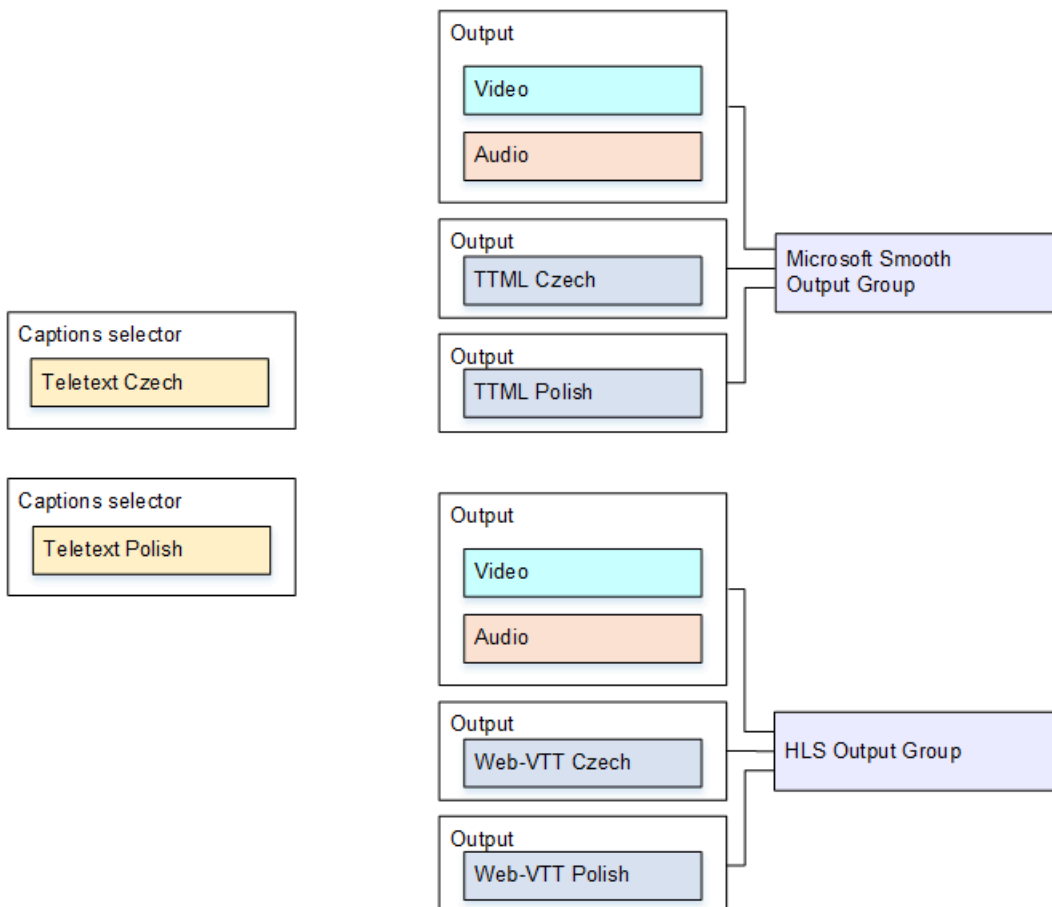 Captions selector
Teletext Czech
Captions selector
Teletext Polish
Output
Video
Audio
Output
TTML Czech
Output
TTML Polish
Microsoft Smooth
Output Group
Output
Video
Audio
Output
Web-VTT Czech
Output
Web-VTT Polish
HLS Output Group